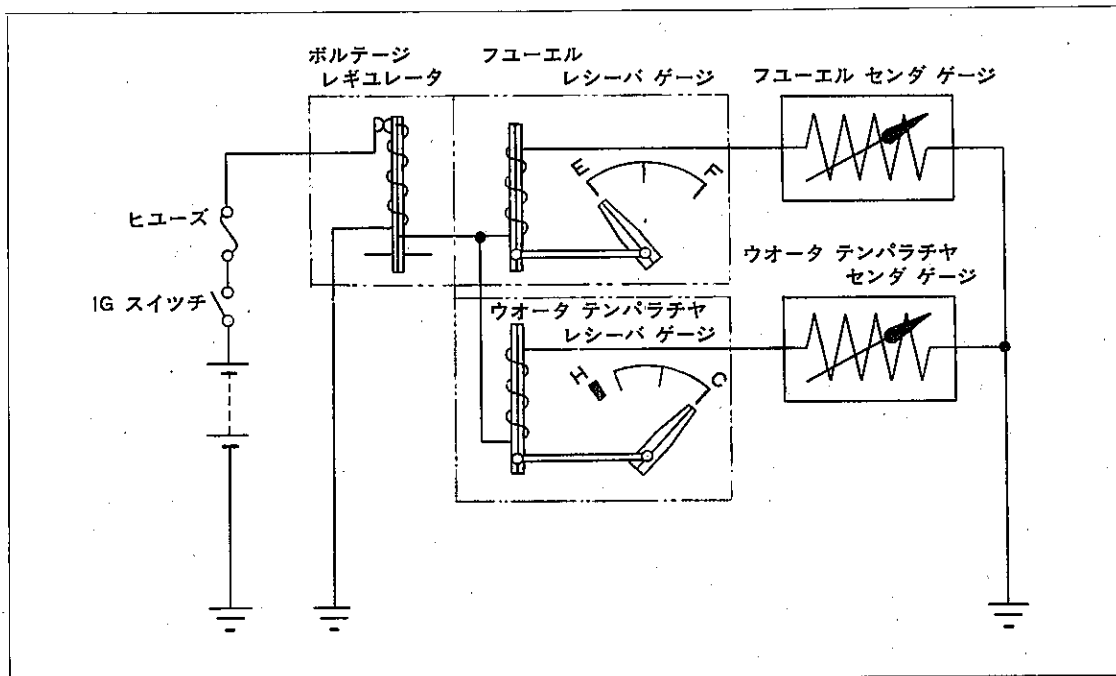 ボルテージ
レギユレータ
フユーエル
レシーバ ゲージ
フユーエル センダ ゲージ
E
F
ヒユーズ
IG スイツチ
ウオータ テンパラチヤ
レシーバ ゲージ
H
C
ウオータ テンパラチヤ
センダ ゲージ